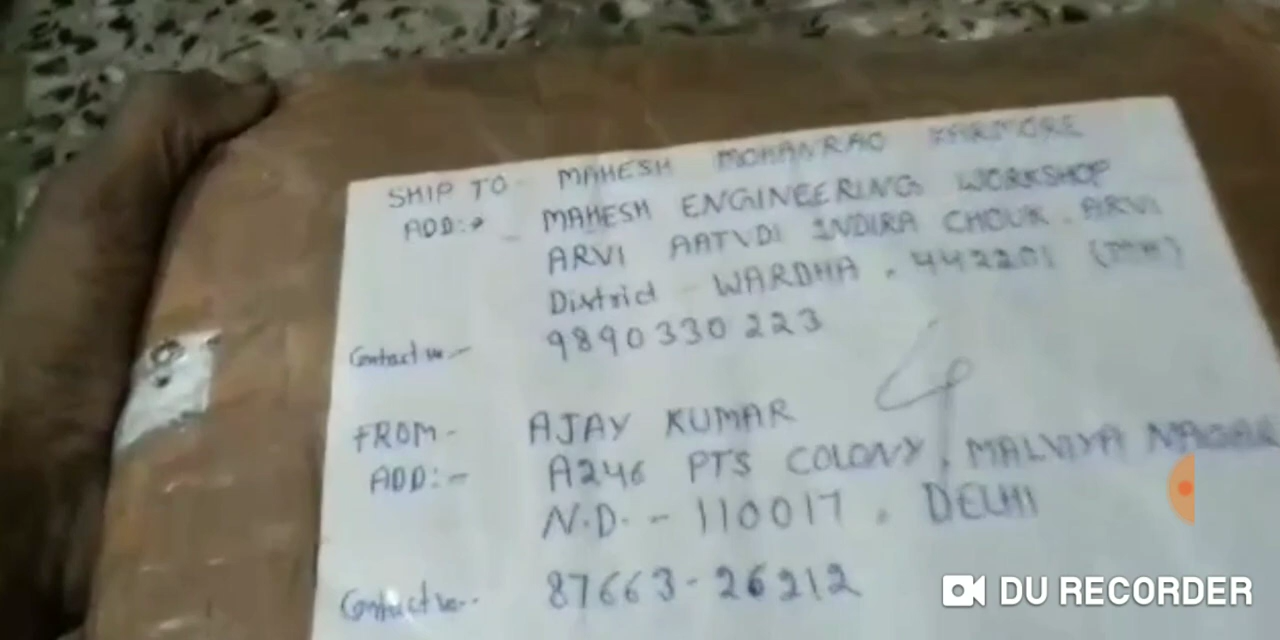 SHIP TO - MAHESH MOHANRAO KARMORE
ADD:- MAHESH ENGINEERING WORKSHOP
ARVI INDIRA CHOUK. ARVI
District - WARDHA. 442201
Contact no.- 9890330223
FROM - AJAY KUMAR
ADD:- A246 PTS COLONY, MALVIYA NAGAR
N.D. - 110017. DELHI
Contact no.- 87663-26212
DU RECORDER